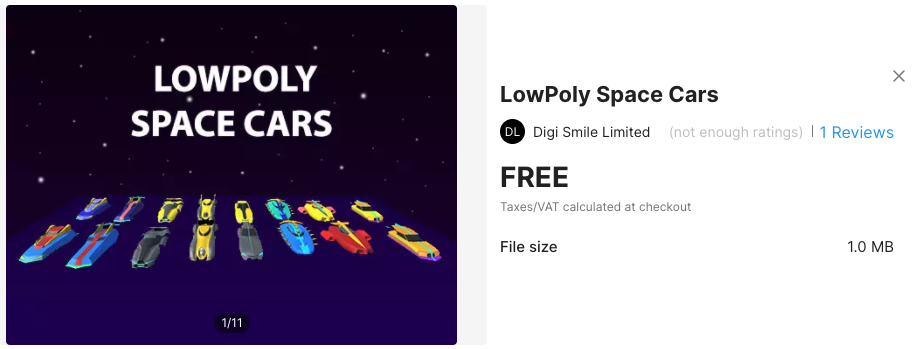 LOWPOLY
SPACE CARS
1/11
LowPoly Space Cars
DL Digi Smile Limited (not enough ratings) | 1 Reviews
FREE
Taxes/VAT calculated at checkout
File size 1.0 MB